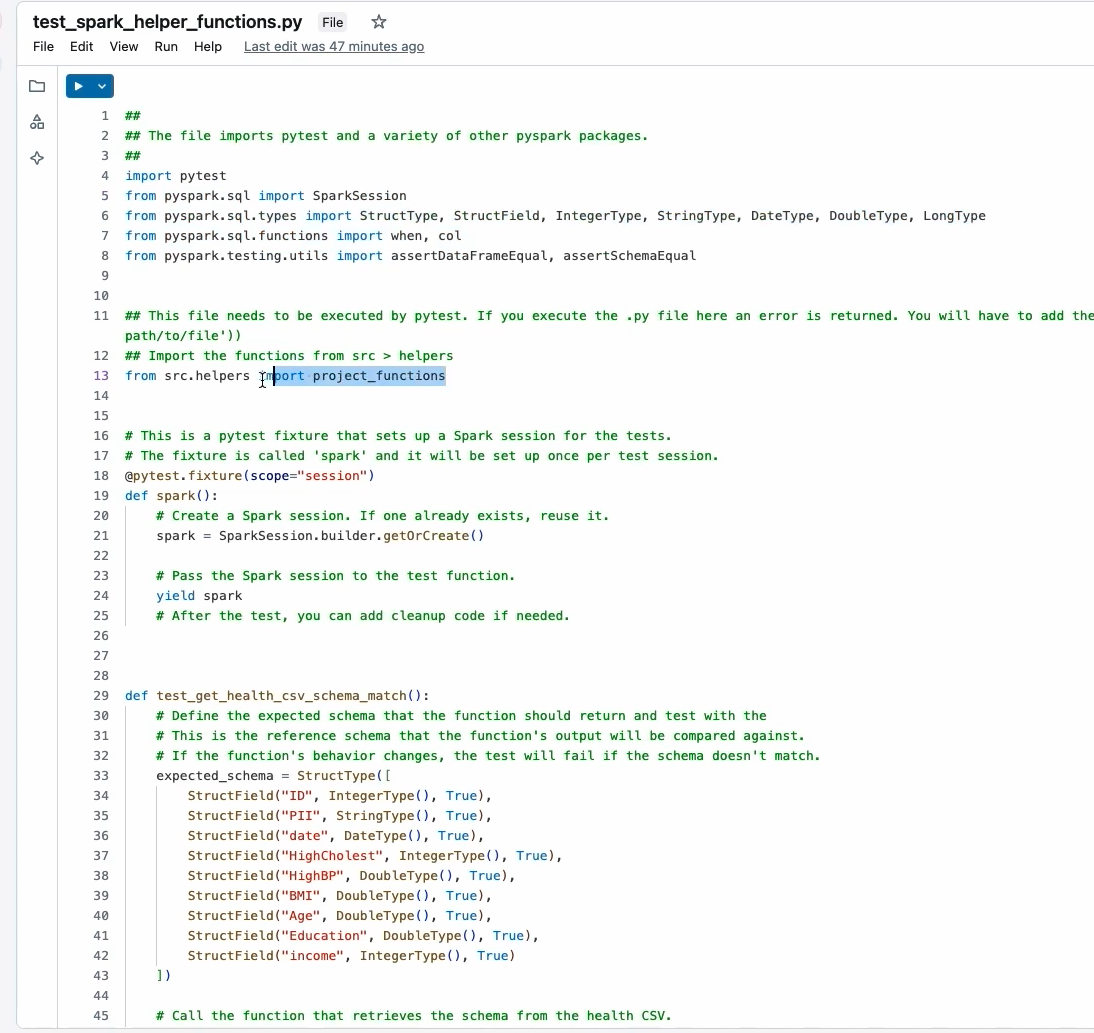 test_spark_helper_functions.py File
File Edit View Run Help Last edit was 47 minutes ago
1 ##
2 ## The file imports pytest and a variety of other pyspark packages.
3 ##
4 import pytest
5 from pyspark.sql import SparkSession
6 from pyspark.sql.types import StructType, StructField, IntegerType, StringType, DateType, DoubleType, LongType
7 from pyspark.sql.functions import when, col
8 from pyspark.testing.utils import assertDataFrameEqual, assertSchemaEqual
9
10
11 ## This file needs to be executed by pytest. If you execute the .py file here an error is returned. You will have to add the
path/to/file'))
12 ## Import the functions from src > helpers
13 from src.helpers import project_functions
14
15
16 # This is a pytest fixture that sets up a Spark session for the tests.
17 # The fixture is called 'spark' and it will be set up once per test session.
18 @pytest.fixture(scope="session")
19 def spark():
20     # Create a Spark session. If one already exists, reuse it.
21     spark = SparkSession.builder.getOrCreate()
22
23     # Pass the Spark session to the test function.
24     yield spark
25     # After the test, you can add cleanup code if needed.
26
27
28
29 def test_get_health_csv_schema_match():
30     # Define the expected schema that the function should return and test with the
31     # This is the reference schema that the function's output will be compared against.
32     # If the function's behavior changes, the test will fail if the schema doesn't match.
33     expected_schema = StructType([
34         StructField("ID", IntegerType(), True),
35         StructField("PII", StringType(), True),
36         StructField("date", DateType(), True),
37         StructField("HighCholest", IntegerType(), True),
38         StructField("HighBP", DoubleType(), True),
39         StructField("BMI", DoubleType(), True),
40         StructField("Age", DoubleType(), True),
41         StructField("Education", DoubleType(), True),
42         StructField("income", IntegerType(), True)
43     ])
44
45     # Call the function that retrieves the schema from the health CSV.